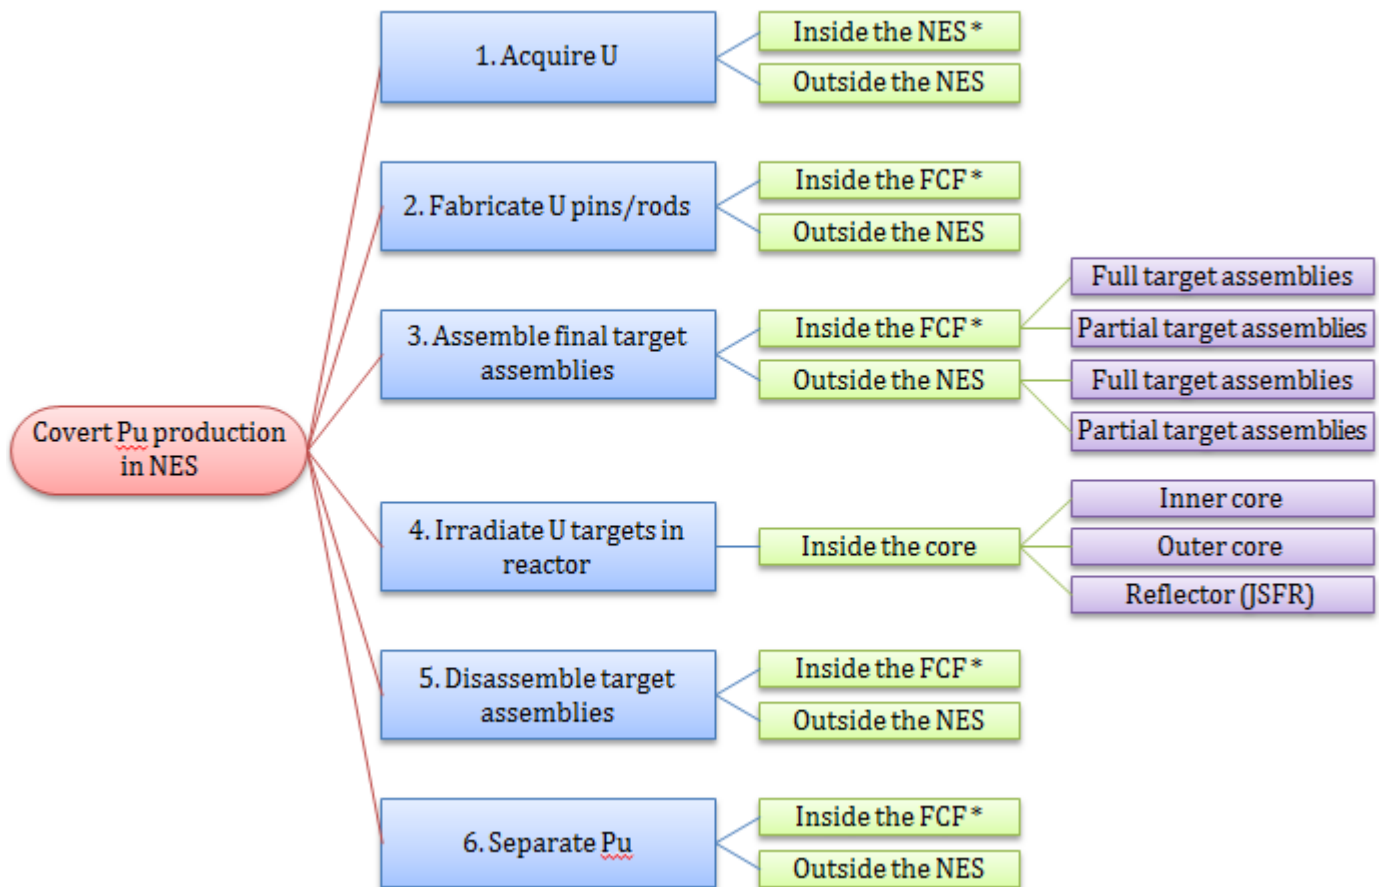 Covert Pu production
in NES
1. Acquire U
Inside the NES *
Outside the NES
2. Fabricate U pins/rods
Inside the FCF *
Outside the NES
3. Assemble final target
assemblies
Inside the FCF *
Full target assemblies
Partial target assemblies
Outside the NES
Full target assemblies
Partial target assemblies
4. Irradiate U targets in
reactor
Inside the core
Inner core
Outer core
Reflector (JSFR)
5. Disassemble target
assemblies
Inside the FCF *
Outside the NES
6. Separate Pu
Inside the FCF *
Outside the NES